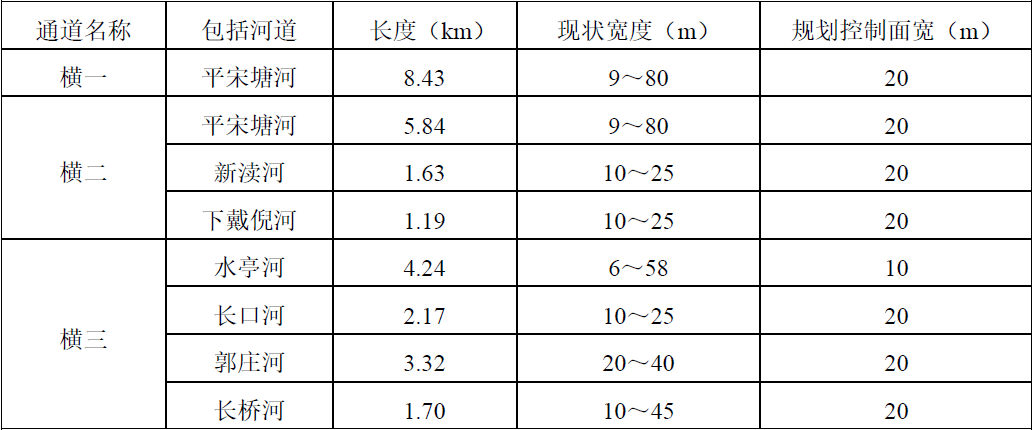 通道名称 包括河道 长度（km） 现状宽度（m） 规划控制面宽（m）
横一 平宋塘河 8.43 9～80 20
横二 平宋塘河 5.84 9～80 20
新渎河 1.63 10～25 20
下戴倪河 1.19 10～25 20
横三 水亭河 4.24 6～58 10
长口河 2.17 10～25 20
郭庄河 3.32 20～40 20
长桥河 1.70 10～45 20